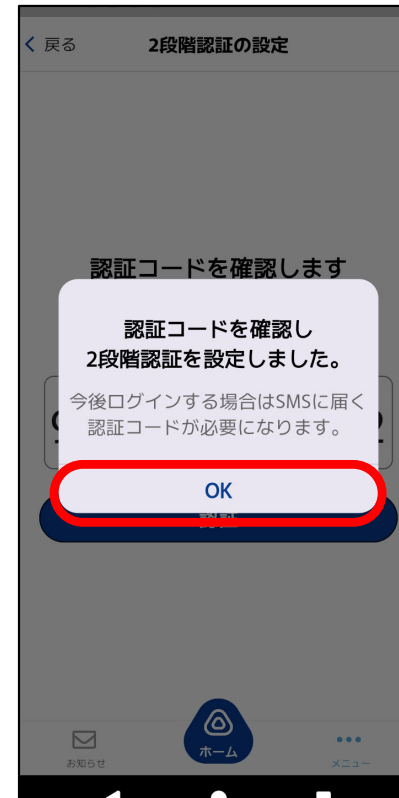 戻る
2段階認証の設定
認証コードを確認します
認証コードを確認し
2段階認証を設定しました。
今後ログインする場合はSMSに届く
認証コードが必要になります。
OK
認証
お知らせ
ホーム
メニュー